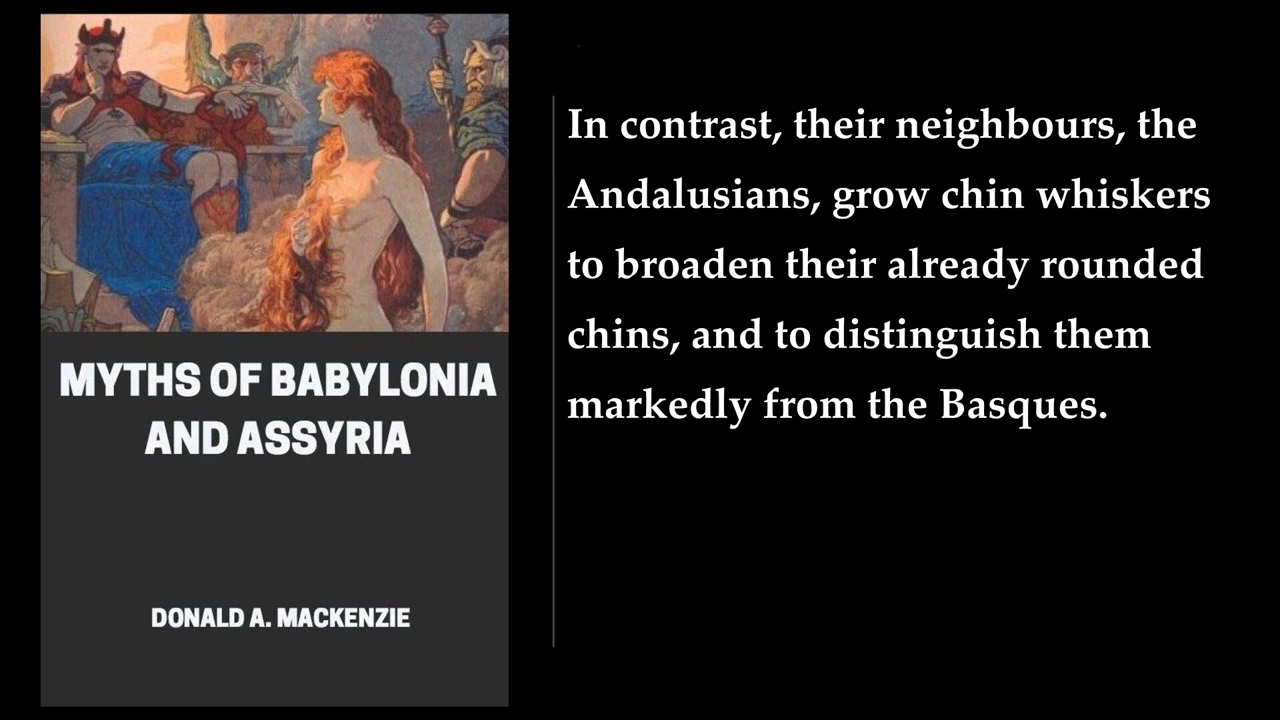 MYTHS OF BABYLONIA
AND ASSYRIA
DONALD A. MACKENZIE
In contrast, their neighbours, the
Andalusians, grow chin whiskers
to broaden their already rounded
chins, and to distinguish them
markedly from the Basques.